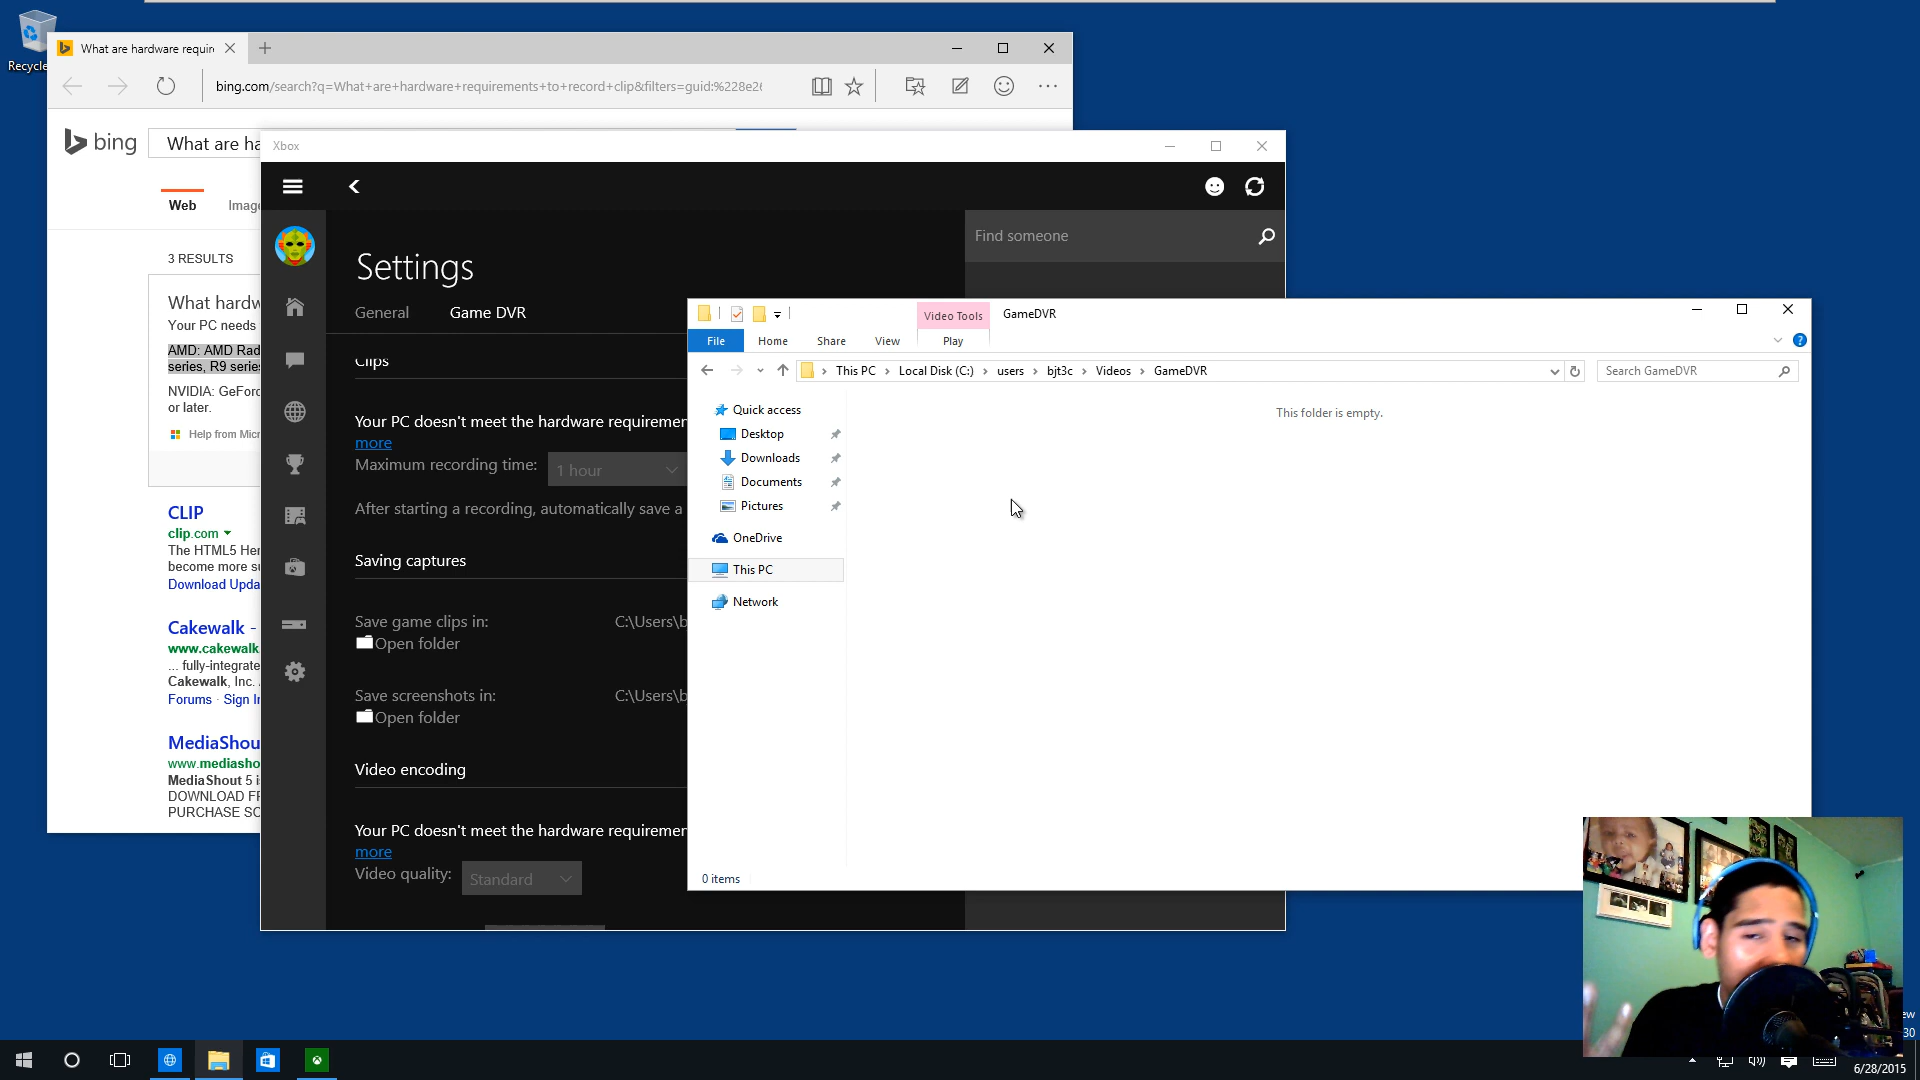 Recycle
What are hardware requir
bing.com/search?q=What+are+hardware+requirements+to+record+clip&filters=guid:%228e2
bing
What are ha
Web
Imag
3 RESULTS
What hardw
Your PC needs
AMD: AMD Rad
series, R9 serie
NVIDIA: GeForc
or later.
Help from Micr
CLIP
clip.com
The HTML5 Her
become more su
Download Upda
Cakewalk -
www.cakewalk
... fully-integrate
Cakewalk, Inc.
Forums · Sign In
MediaShou
www.mediasho
MediaShout 5 i
DOWNLOAD FR
PURCHASE SO
Xbox
Find someone
Settings
General
Game DVR
Clips
Your PC doesn't meet the hardware requiremer
more
Maximum recording time:
1 hour
After starting a recording, automatically save a
Saving captures
Save game clips in:
C:\Users\b
Open folder
Save screenshots in:
C:\Users\b
Open folder
Video encoding
Your PC doesn't meet the hardware requiremer
more
Video quality:
Standard
Video Tools
GameDVR
File
Home
Share
View
Play
This PC
Local Disk (C:)
users
bjt3c
Videos
GameDVR
Search GameDVR
Quick access
Desktop
Downloads
Documents
Pictures
OneDrive
This PC
Network
This folder is empty.
0 items
ew
30
6/28/2015